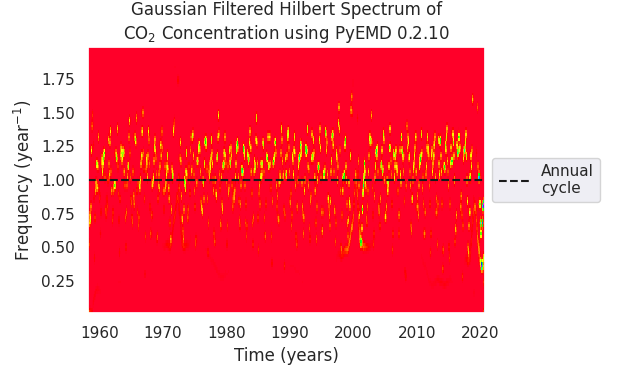 Gaussian Filtered Hilbert Spectrum of
CO₂ Concentration using PyEMD 0.2.10
Frequency (year⁻¹)
1.75
1.50
1.25
1.00
0.75
0.50
0.25
Annual
cycle
1960 1970 1980 1990 2000 2010 2020
Time (years)